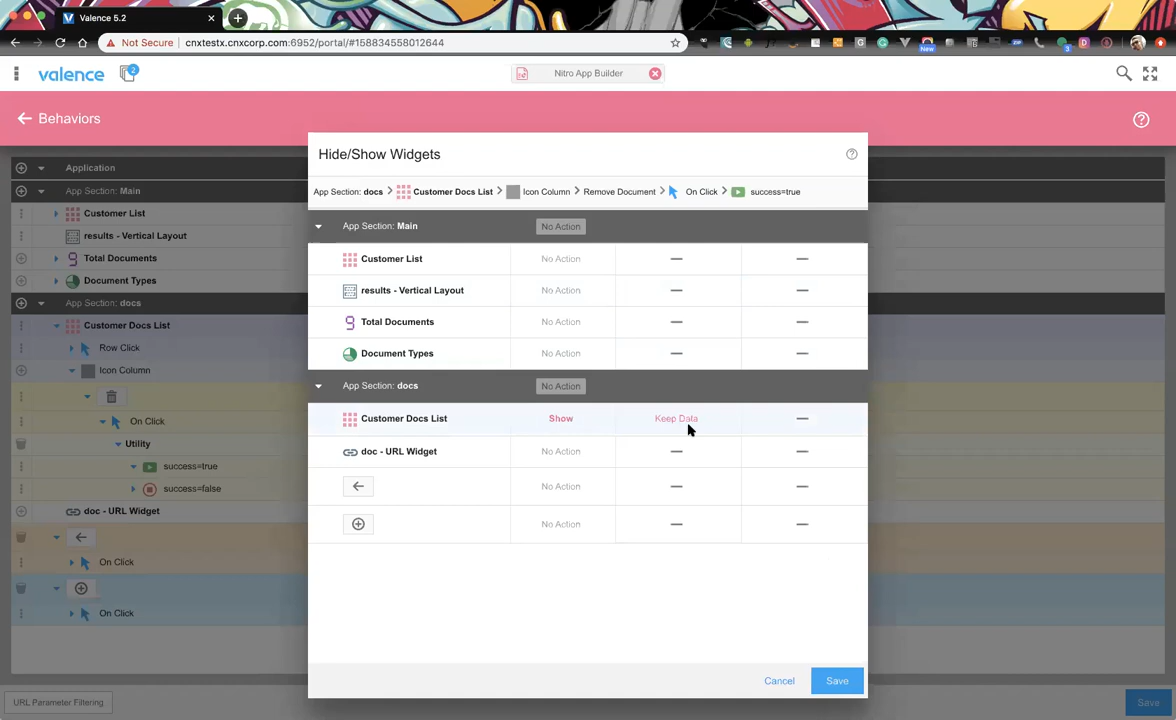 Valence 5.2
Not Secure | cnxtestx.cnxcorp.com:6952/portal/#158834558012644
New
3
valence
2
Nitro App Builder
Behaviors
Hide/Show Widgets
App Section: docs > Customer Docs List > Icon Column > Remove Document > On Click > success=true
Application
App Section: Main
Customer List
results - Vertical Layout
Total Documents
Document Types
App Section: docs
Customer Docs List
Row Click
Icon Column
On Click
Utility
success=true
success=false
doc - URL Widget
On Click
On Click
App Section: Main No Action
Customer List No Action — —
results - Vertical Layout No Action — —
Total Documents No Action — —
Document Types No Action — —
App Section: docs No Action
Customer Docs List Show Keep Data —
doc - URL Widget No Action — —
No Action — —
No Action — —
Cancel Save
URL Parameter Filtering
Save